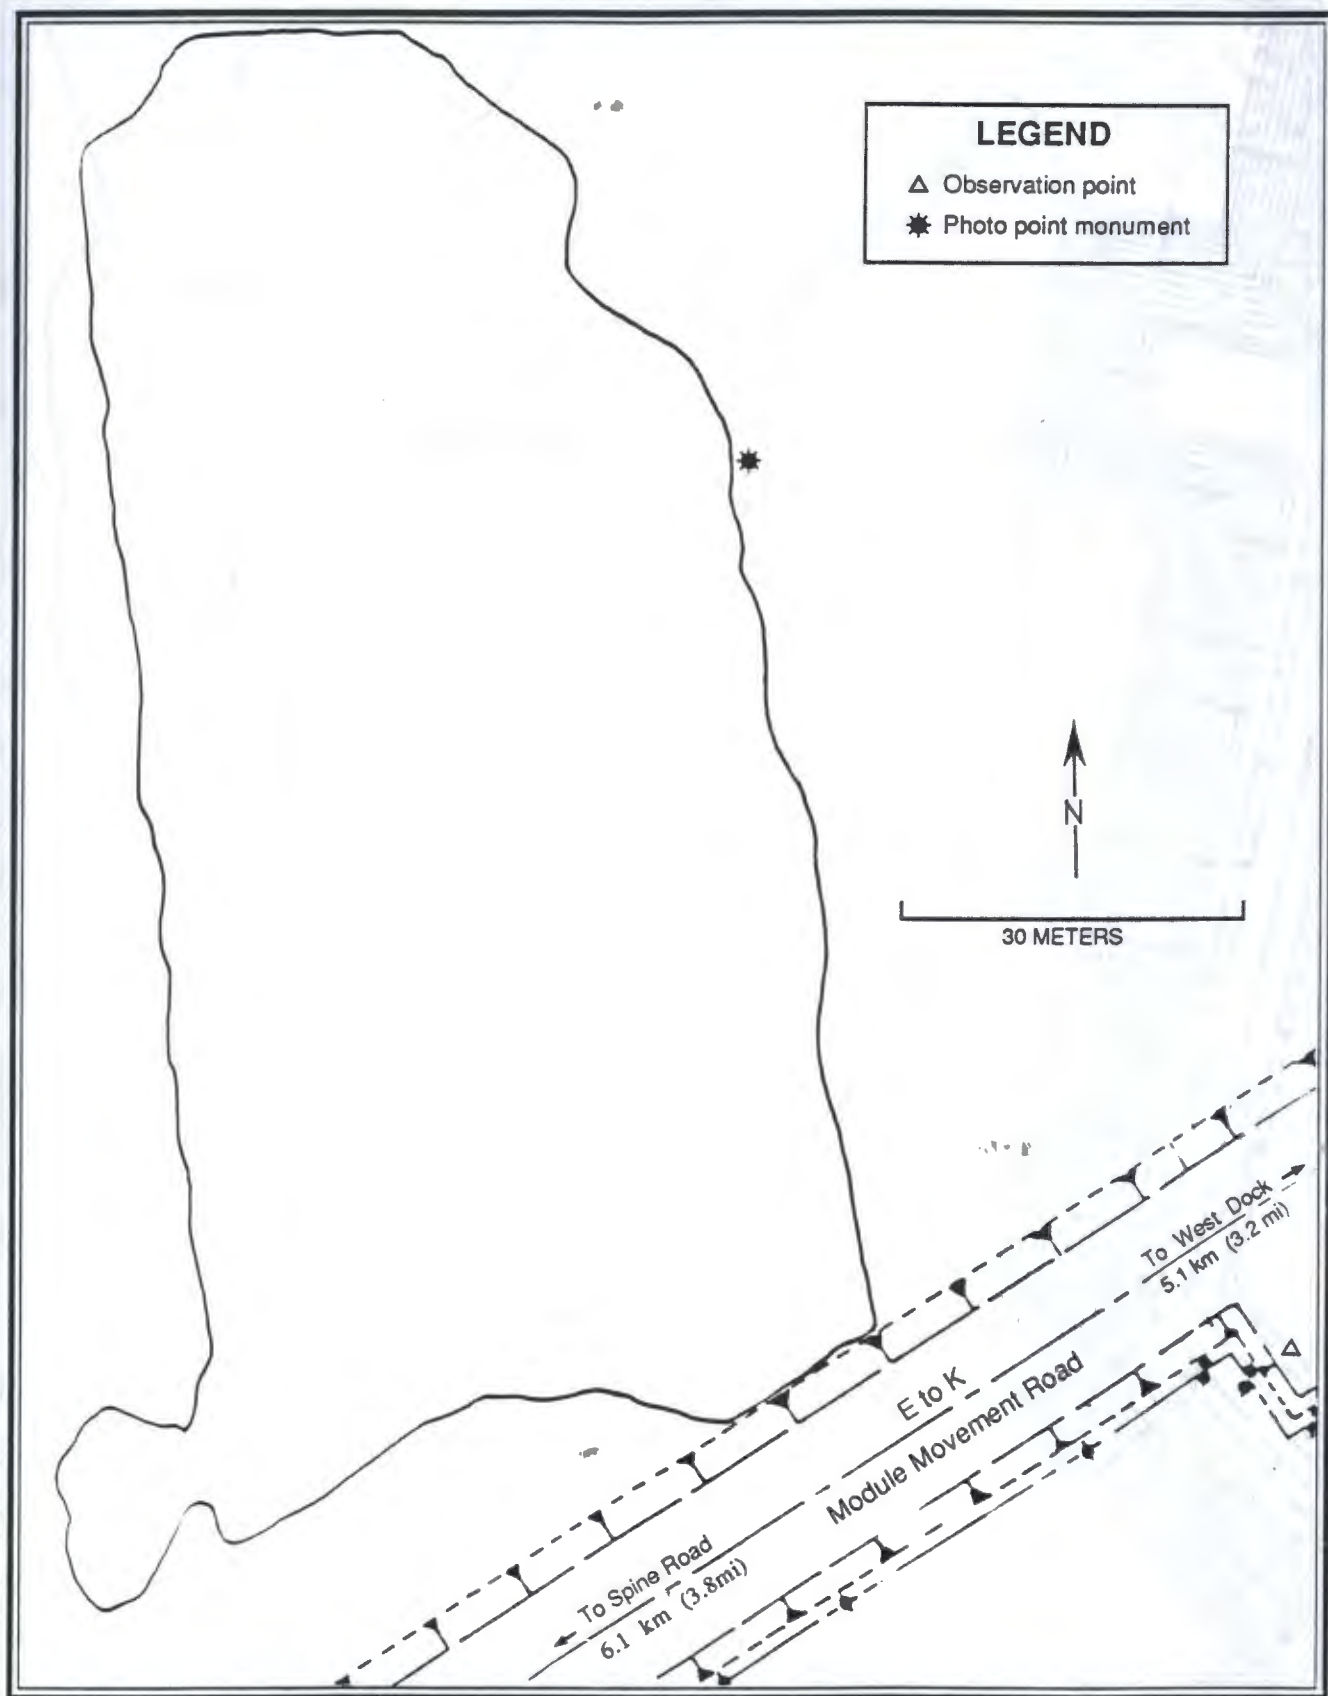 LEGEND
Observation point
Photo point monument
N
30 METERS
To West Dock
5.1 km (3.2 mi)
E to K
Module Movement Road
To Spine Road
6.1 km (3.8mi)